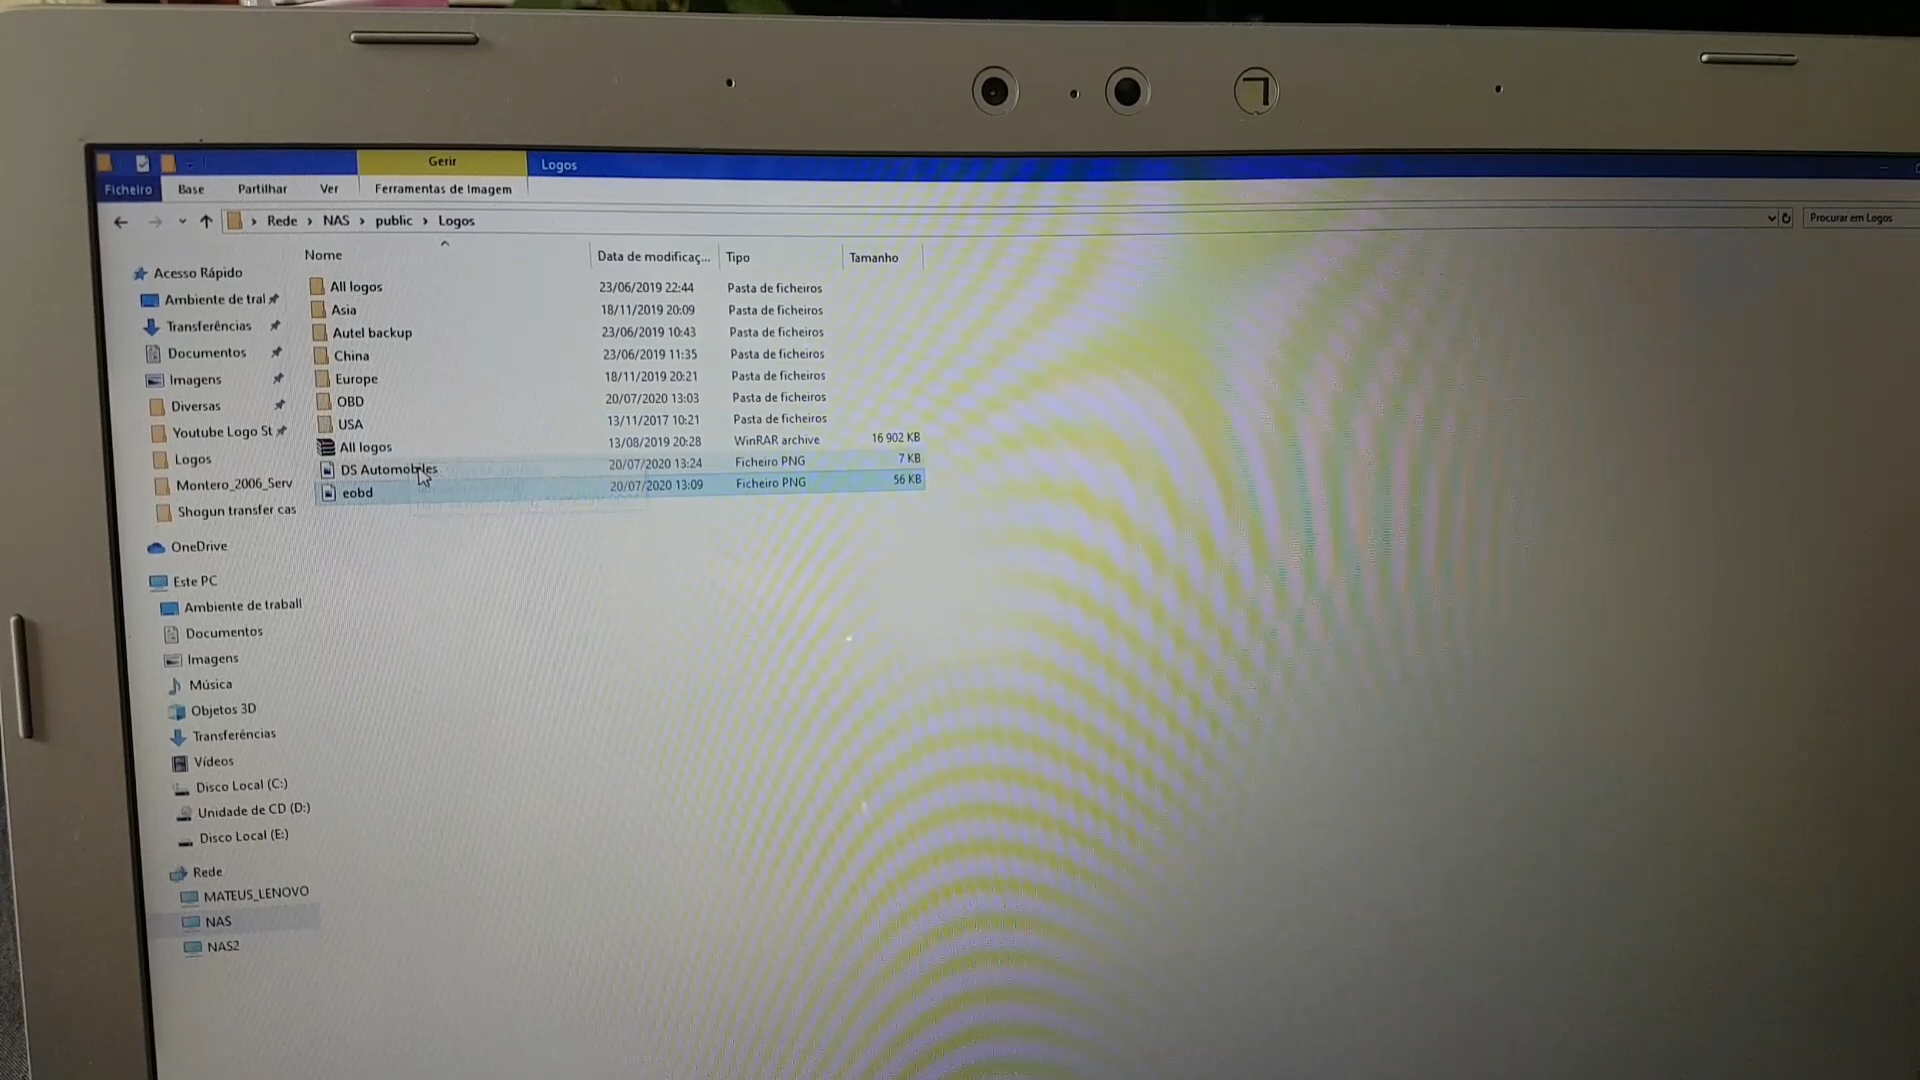 Gerir
Logos
Ficheiro
Base
Partilhar
Ver
Ferramentas de Imagem
Rede › NAS › public › Logos
Procurar em Logos
Nome
Data de modificaç...
Tipo
Tamanho
Acesso Rápido
Ambiente de tral
Transferências
Documentos
Imagens
Diversas
Youtube Logo St
Logos
Montero_2006_Serv
Shogun transfer cas
OneDrive
Este PC
Ambiente de traball
Documentos
Imagens
Música
Objetos 3D
Transferências
Vídeos
Disco Local (C:)
Unidade de CD (D:)
Disco Local (E:)
Rede
MATEUS_LENOVO
NAS
NAS2
All logos 23/06/2019 22:44 Pasta de ficheiros
Asia 18/11/2019 20:09 Pasta de ficheiros
Autel backup 23/06/2019 10:43 Pasta de ficheiros
China 23/06/2019 11:35 Pasta de ficheiros
Europe 18/11/2019 20:21 Pasta de ficheiros
OBD 20/07/2020 13:03 Pasta de ficheiros
USA 13/11/2017 10:21 Pasta de ficheiros
All logos 13/08/2019 20:28 WinRAR archive 16 902 KB
DS Automobiles 20/07/2020 13:24 Ficheiro PNG 7 KB
eobd 20/07/2020 13:09 Ficheiro PNG 56 KB